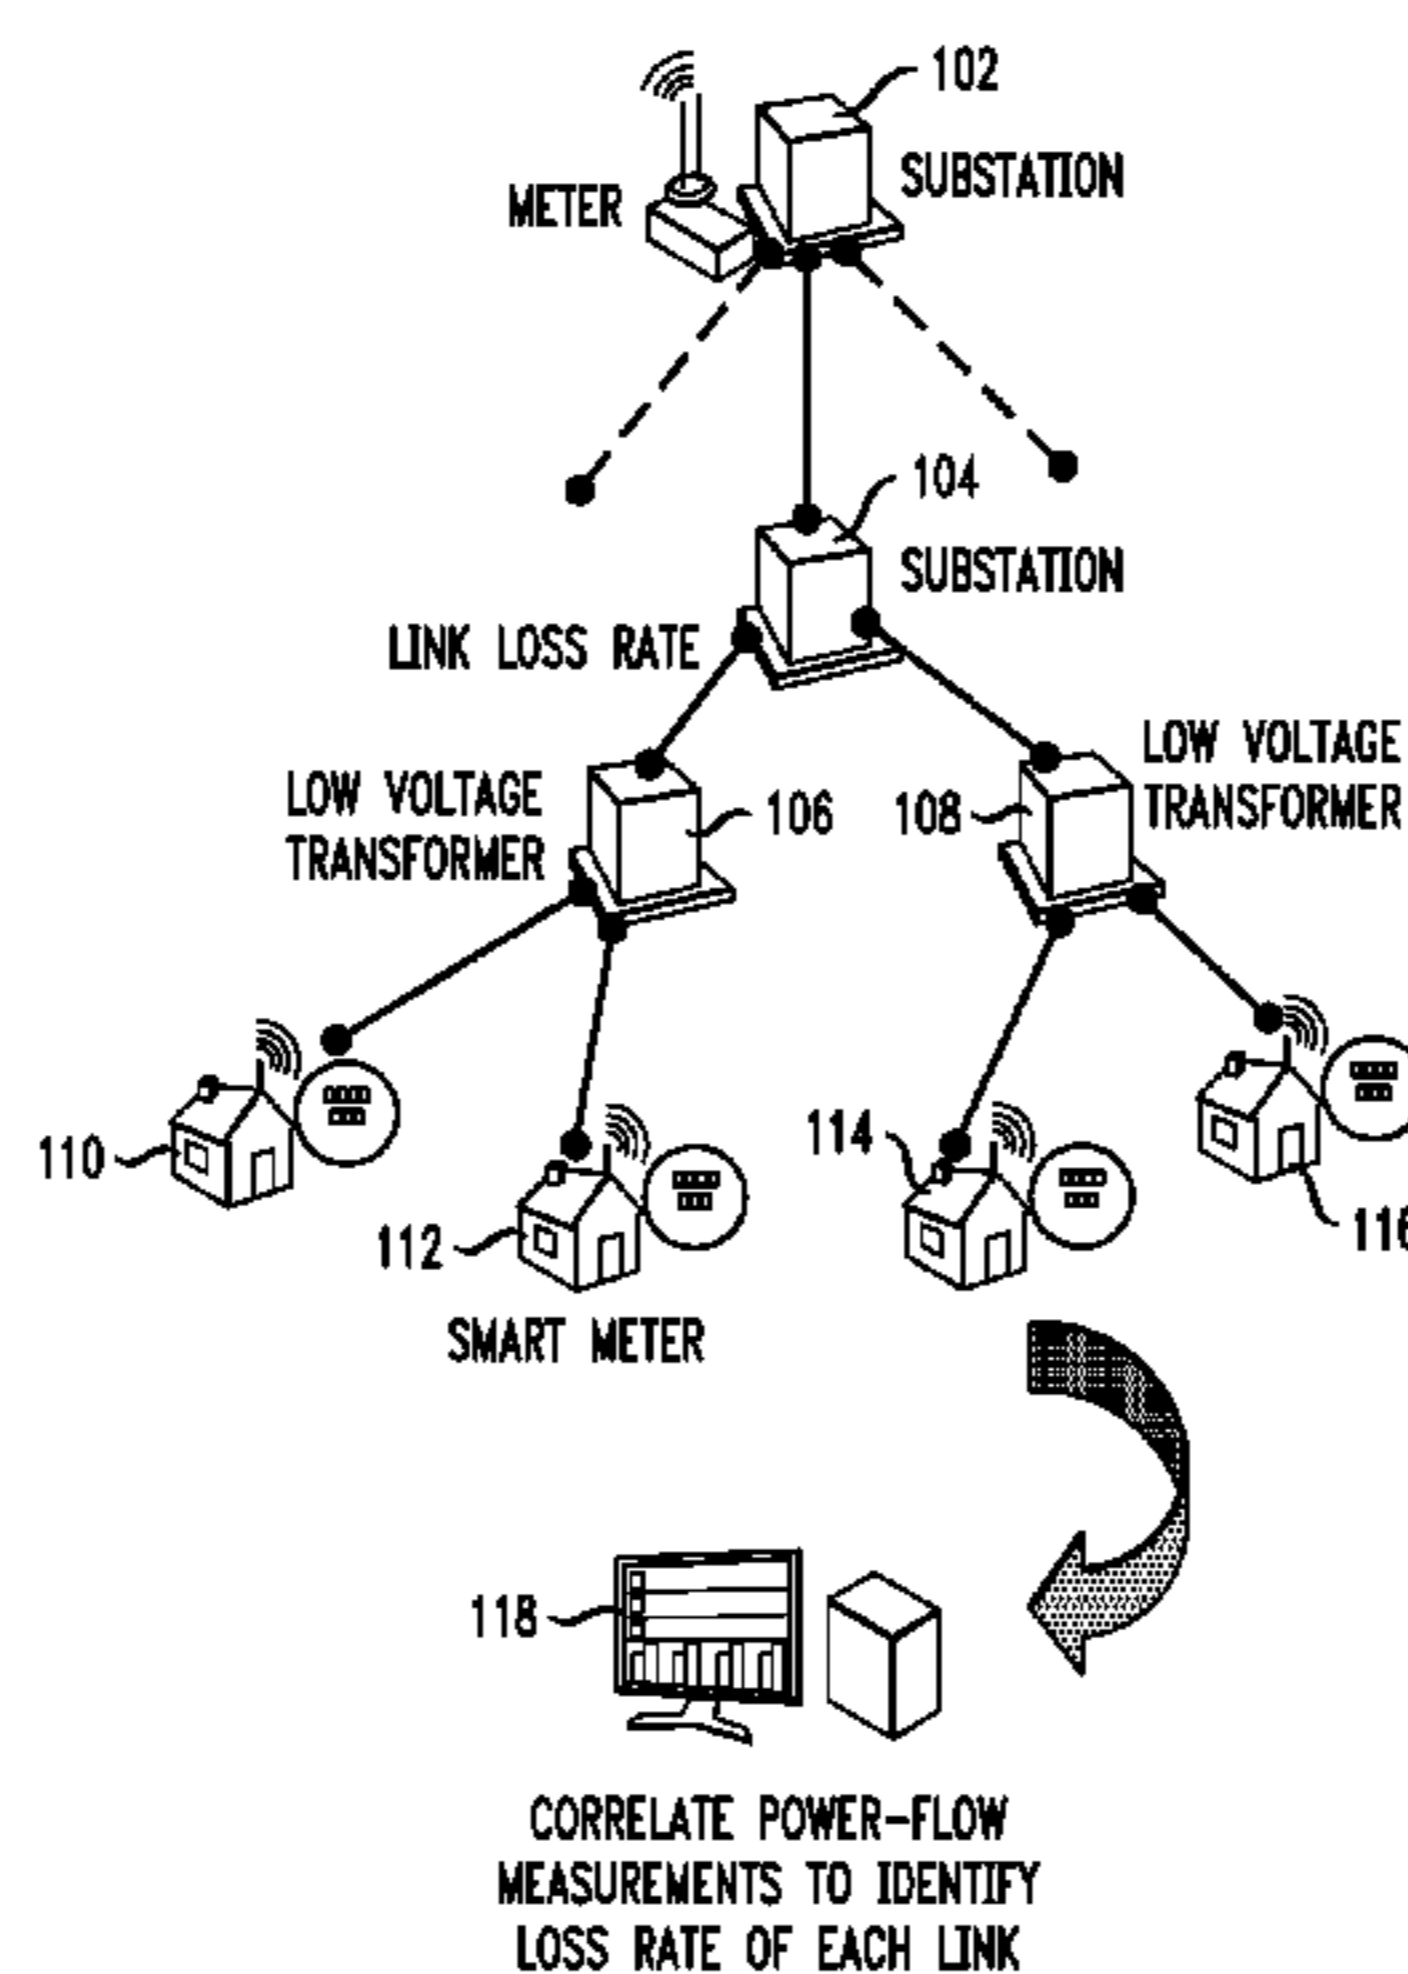 102
SUBSTATION
METER
104
SUBSTATION
LINK LOSS RATE
LOW VOLTAGE
TRANSFORMER
106
108
LOW VOLTAGE
TRANSFORMER
110
112
SMART METER
114
116
118
CORRELATE POWER-FLOW
MEASUREMENTS TO IDENTIFY
LOSS RATE OF EACH LINK